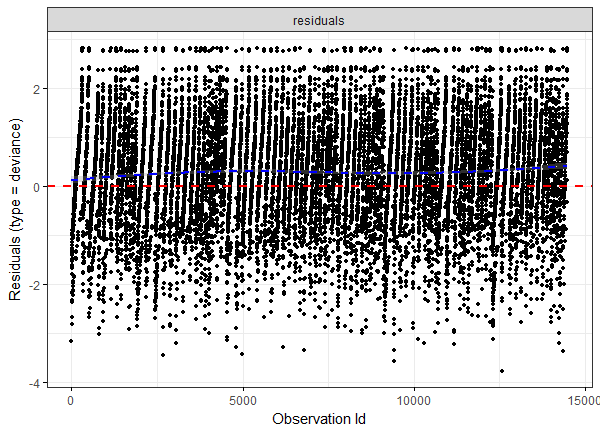 residuals
2
0
-2
-4
Residuals (type = deviance)
0
5000
10000
15000
Observation Id